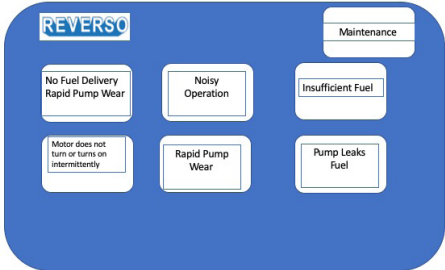 REVERSO
Maintenance
No Fuel Delivery
Rapid Pump Wear
Noisy
Operation
Insufficient Fuel
Motor does not
turn or turns on
intermittently
Rapid Pump
Wear
Pump Leaks
Fuel